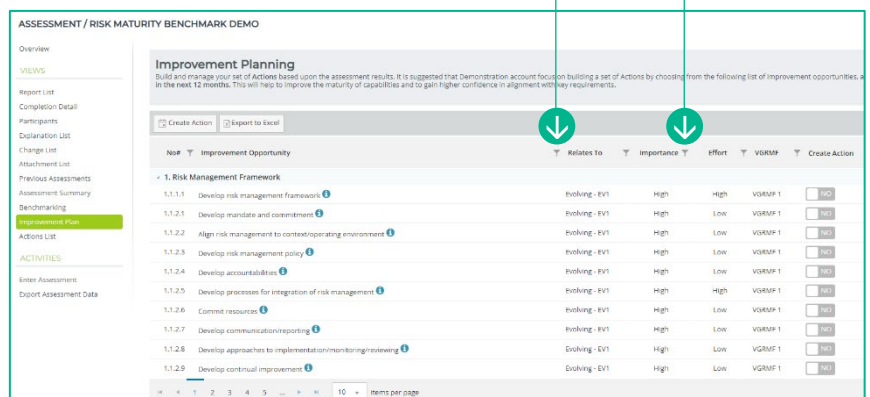 ASSESSMENT / RISK MATURITY BENCHMARK DEMO
Overview
VIEWS
Report List
Completion Detail
Participants
Explanation List
Change List
Attachment List
Previous Assessments
Assessment Summary
Benchmarking
Improvement Plan
Actions List
ACTIVITIES
Enter Assessment
Export Assessment Data
Improvement Planning
Build and manage your set of Actions based upon the assessment results. It is suggested that Demonstration account focus on building a set of Actions by choosing from the following list of improvement opportunities, a
in the next 12 months. This will help to improve the maturity of capabilities and to gain higher confidence in alignment with key requirements.
Create Action Export to Excel
No# Improvement Opportunity Relates To Importance Effort VGRMF Create Action
1. Risk Management Framework
1.1.1.1 Develop risk management framework Evolving - EV1 High High VGRMF 1 NO
1.1.2.1 Develop mandate and commitment Evolving - EV1 High Low VGRMF 1 NO
1.1.2.2 Align risk management to context/operating environment Evolving - EV1 High Low VGRMF 1 NO
1.1.2.3 Develop risk management policy Evolving - EV1 High Low VGRMF 1 NO
1.1.2.4 Develop accountabilities Evolving - EV1 High Low VGRMF 1 NO
1.1.2.5 Develop processes for integration of risk management Evolving - EV1 High High VGRMF 1 NO
1.1.2.6 Commit resources Evolving - EV1 High Low VGRMF 1 NO
1.1.2.7 Develop communication/reporting Evolving - EV1 High Low VGRMF 1 NO
1.1.2.8 Develop approaches to implementation/monitoring/reviewing Evolving - EV1 High Low VGRMF 1 NO
1.1.2.9 Develop continual improvement Evolving - EV1 High Low VGRMF 1 NO
1 2 3 4 5 ... 10 items per page